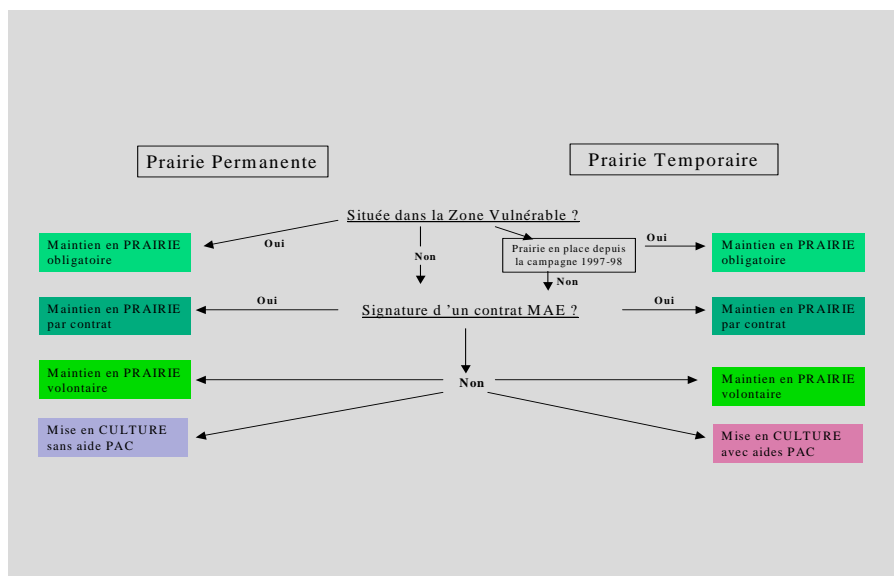 Prairie Permanente
Prairie Temporaire
Située dans la Zone Vulnérable ?
Maintien en PRAIRIE
obligatoire
Oui
Non
Prairie en place depuis
la campagne 1997-98
Oui
Maintien en PRAIRIE
obligatoire
Non
Maintien en PRAIRIE
par contrat
Oui
Signature d 'un contrat MAE ?
Oui
Maintien en PRAIRIE
par contrat
Maintien en PRAIRIE
volontaire
Non
Maintien en PRAIRIE
volontaire
Mise en CULTURE
sans aide PAC
Mise en CULTURE
avec aides PAC